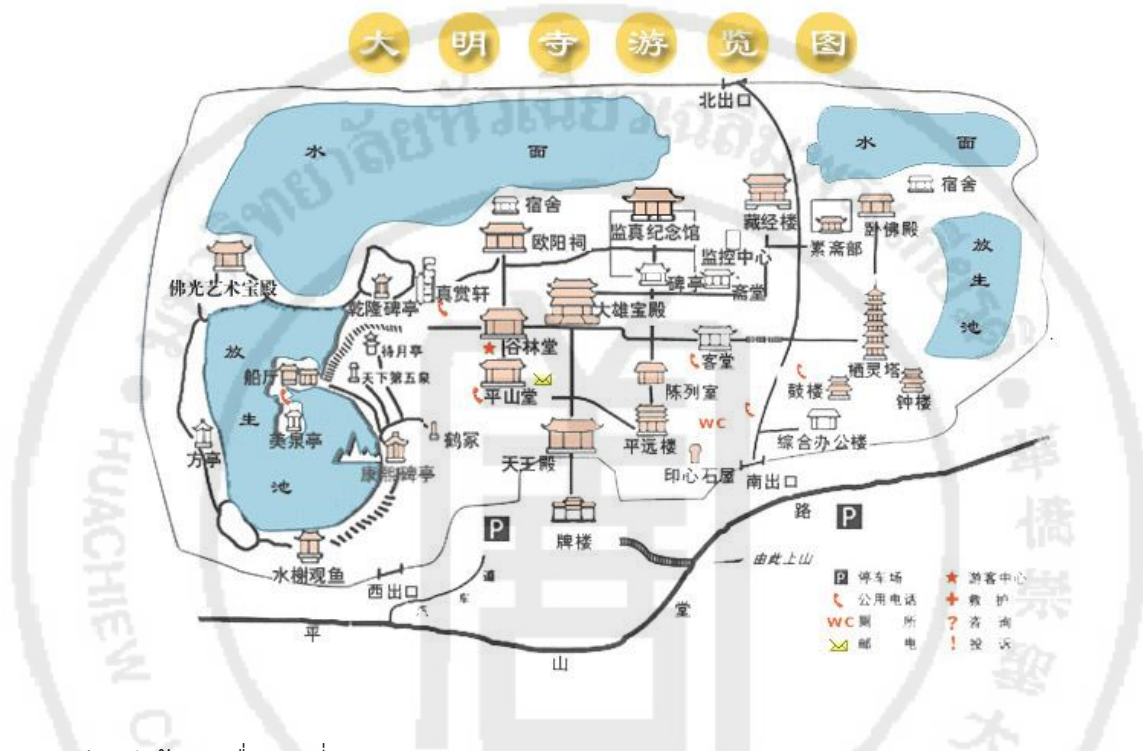 大明寺游览图
北出口
水面
水面
宿舍
宿舍
欧阳祠
监真纪念馆
藏经楼
素斋部
卧佛殿
监控中心
放生池
佛光艺术宝殿
乾隆碑亭
真赏轩
碑亭
斋堂
大雄宝殿
待月亭
谷林堂
客堂
栖灵塔
放生池
船厅
天下第五泉
平山堂
陈列室
鼓楼
钟楼
美泉亭
WC
方亭
康熙碑亭
鹤冢
天王殿
平远楼
综合办公楼
印心石屋
南出口
P
P
路
牌楼
水榭观鱼
西出口
由此上山
汽车道
堂
平
山
P 停车场
公用电话
WC 厕所
邮电
游客中心
救护
? 咨询
! 投诉
HUACHIEW